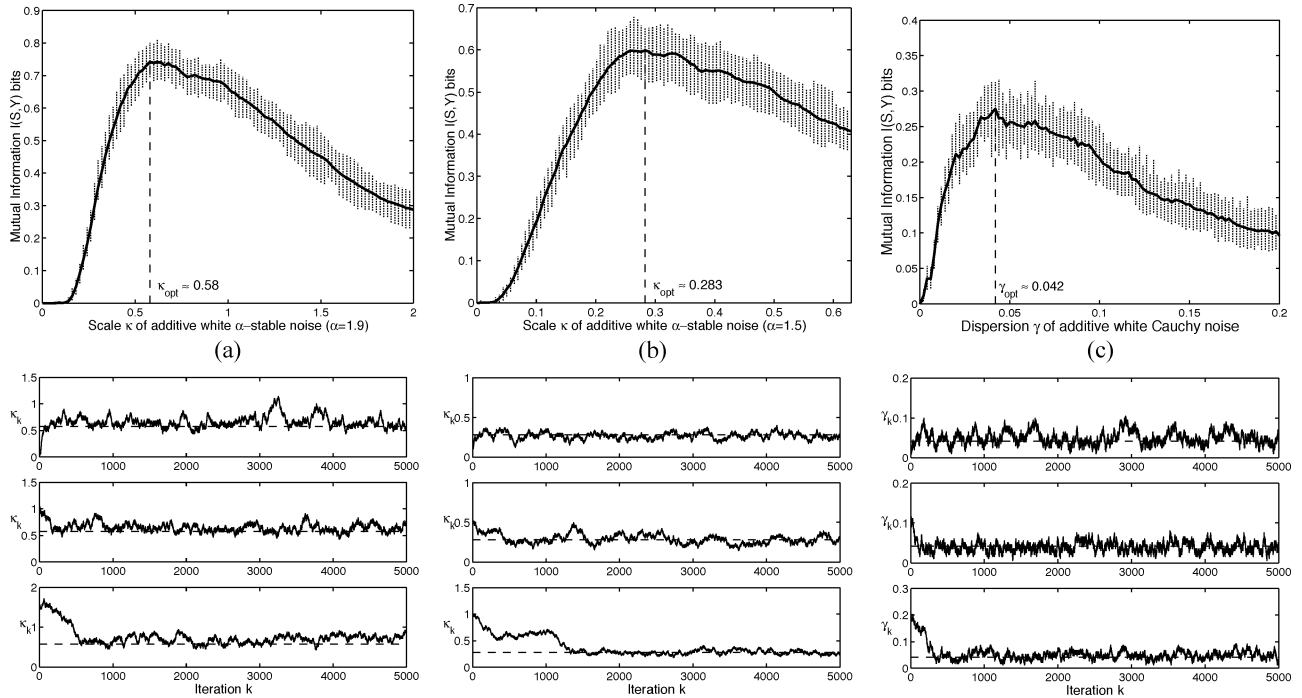 0.9
0.8
0.7
0.6
0.5
0.4
0.3
0.2
0.1
0
Mutual Information I(S,Y) bits
κopt ≈ 0.58
0 0.5 1 1.5 2
Scale κ of additive white α−stable noise (α=1.9)
(a)
0.7
0.6
0.5
0.4
0.3
0.2
0.1
0
Mutual Information I(S,Y) bits
κopt ≈ 0.283
0 0.1 0.2 0.3 0.4 0.5 0.6
Scale κ of additive white α−stable noise (α=1.5)
(b)
0.4
0.35
0.3
0.25
0.2
0.15
0.1
0.05
0
Mutual Information I(S,Y) bits
γopt ≈ 0.042
0 0.05 0.1 0.15 0.2
Dispersion γ of additive white Cauchy noise
(c)
1.5
1
0.5
0
κk
0 1000 2000 3000 4000 5000
1
0.5
0
κk
0 1000 2000 3000 4000 5000
0.2
0.1
0
γk
0 1000 2000 3000 4000 5000
1.5
1
0.5
0
κk
0 1000 2000 3000 4000 5000
1
0.5
0
κk
0 1000 2000 3000 4000 5000
0.2
0.1
0
γk
0 1000 2000 3000 4000 5000
2
1
0
κk
0 1000 2000 3000 4000 5000
Iteration k
1.5
1
0.5
0
κk
0 1000 2000 3000 4000 5000
Iteration k
0.3
0.2
0.1
0
γk
0 1000 2000 3000 4000 5000
Iteration k